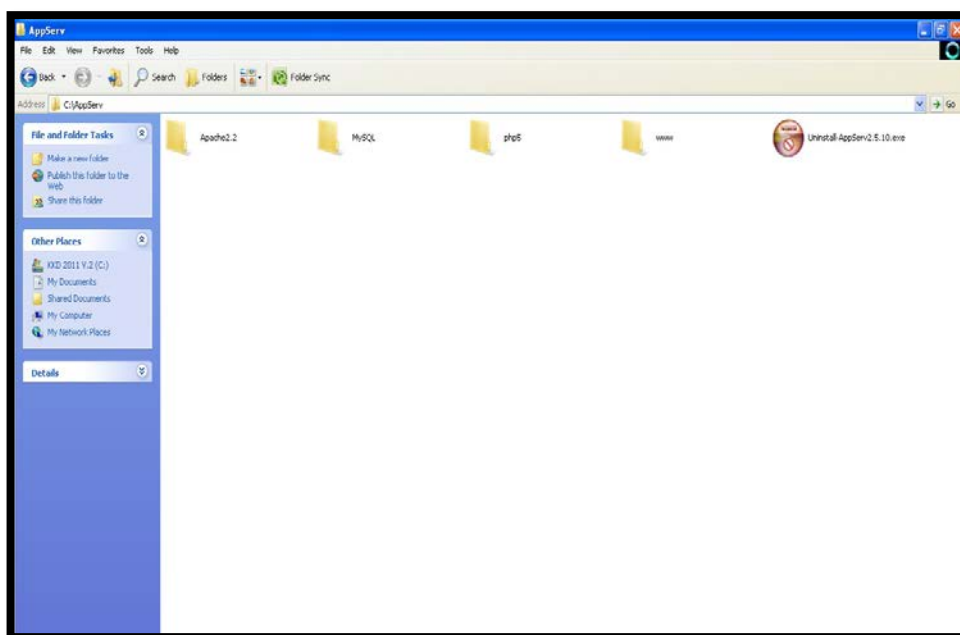 AppServ
File Edit View Favorites Tools Help
Back Search Folders Folder Sync
Address C:\AppServ Go
File and Folder Tasks
Make a new folder
Publish this folder to the
Web
Share this folder
Other Places
KKD 2011 V.2 (C:)
My Documents
Shared Documents
My Computer
My Network Places
Details
Apache2.2 MySQL php5 www Uninstall-AppServ2.5.10.exe